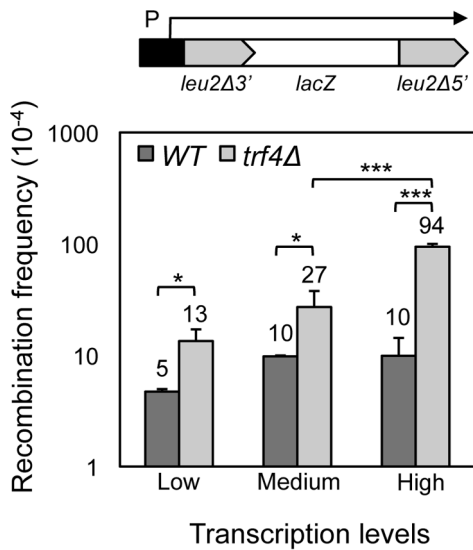 P
leu2Δ3’ lacZ leu2Δ5’
Recombination frequency (10⁻⁴)
1000
100
10
1
WT trf4Δ
***
***
* *
5 13 10 27 10 94
Low Medium High
Transcription levels